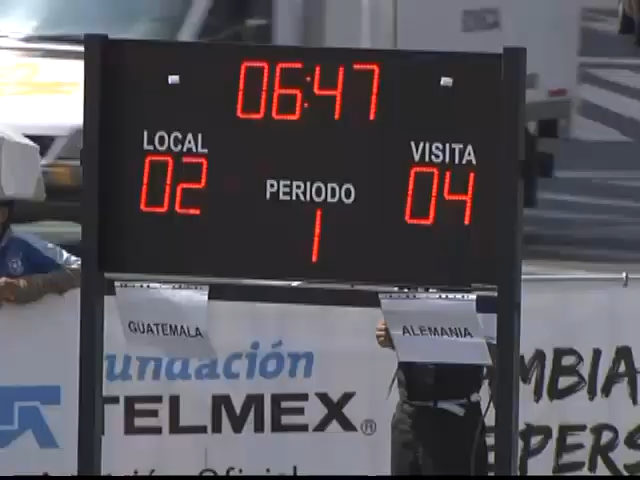 06:47
LOCAL
VISITA
02
PERIODO
04
1
GUATEMALA
ALEMANIA
undación
TELMEX®
MBIA
PERS